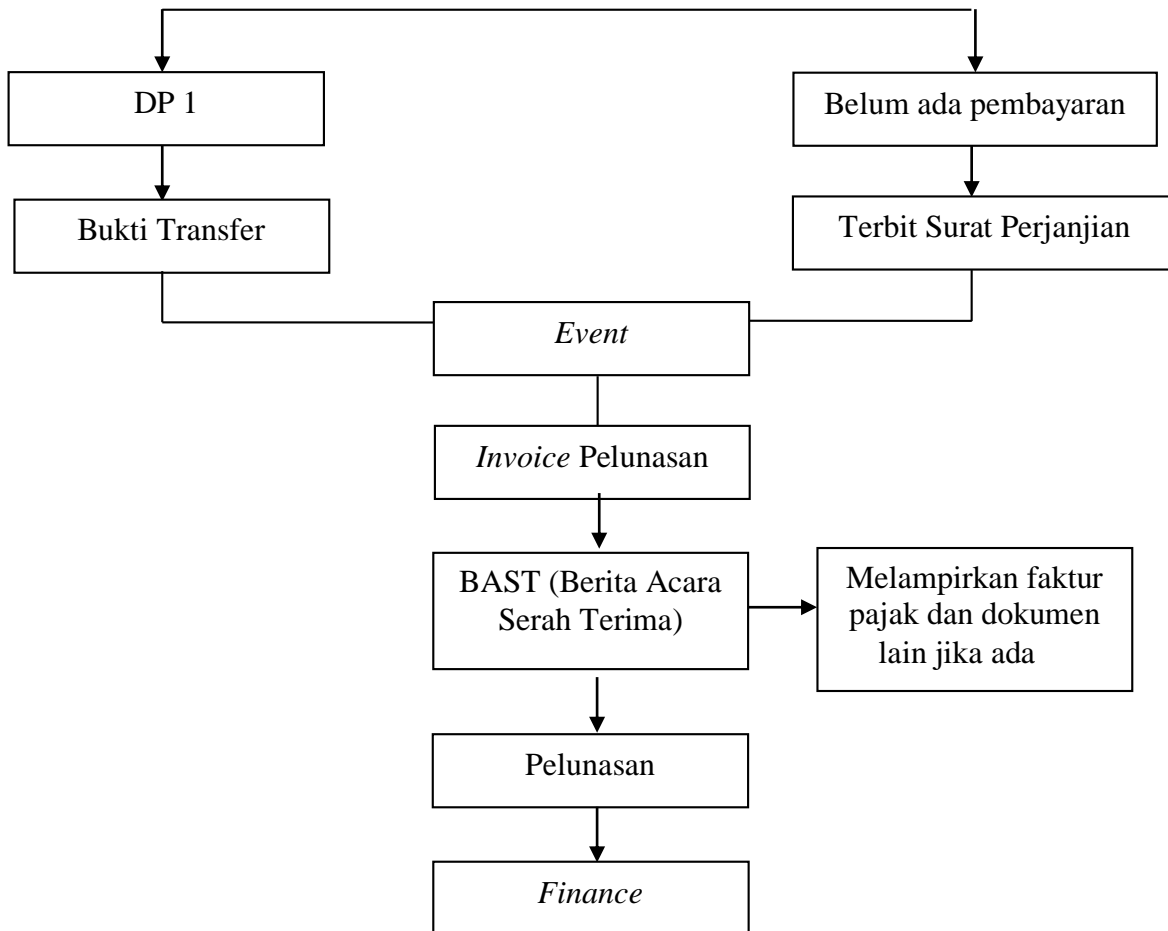 DP 1
Belum ada pembayaran
Bukti Transfer
Terbit Surat Perjanjian
Event
Invoice Pelunasan
BAST (Berita Acara
Serah Terima)
Melampirkan faktur
pajak dan dokumen
lain jika ada
Pelunasan
Finance